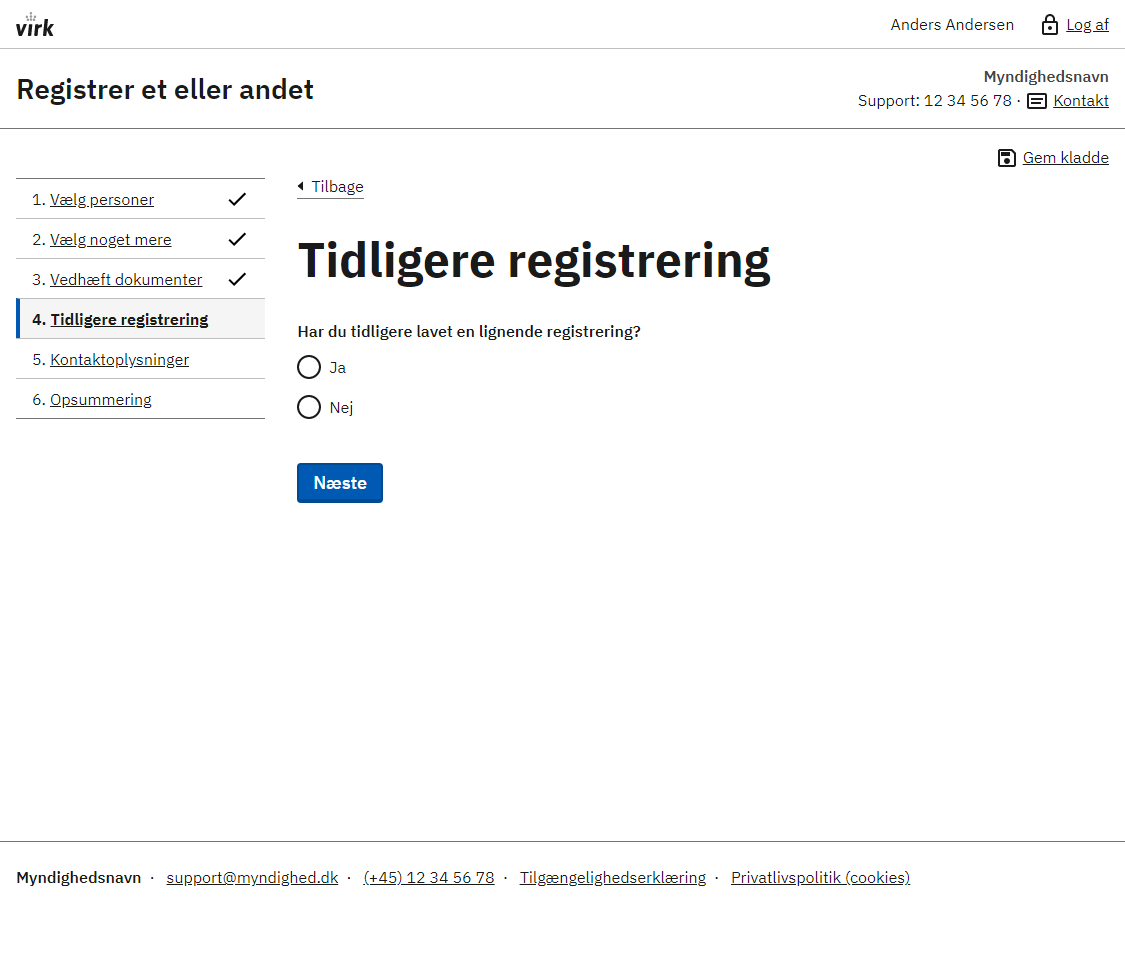 virk
Anders Andersen Log af
Registrer et eller andet
Myndighedsnavn
Support: 12 34 56 78 · Kontakt
Gem kladde
1. Vælg personer
2. Vælg noget mere
3. Vedhæft dokumenter
4. Tidligere registrering
5. Kontaktoplysninger
6. Opsummering
Tilbage
Tidligere registrering
Har du tidligere lavet en lignende registrering?
Ja
Nej
Næste
Myndighedsnavn · support@myndighed.dk · (+45) 12 34 56 78 · Tilgængelighedserklæring · Privatlivspolitik (cookies)